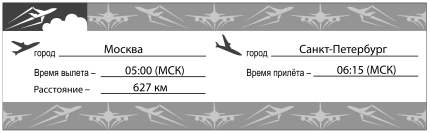 город Москва город Санкт-Петербург
Время вылета – 05:00 (МСК) Время прилёта – 06:15 (МСК)
Расстояние – 627 км